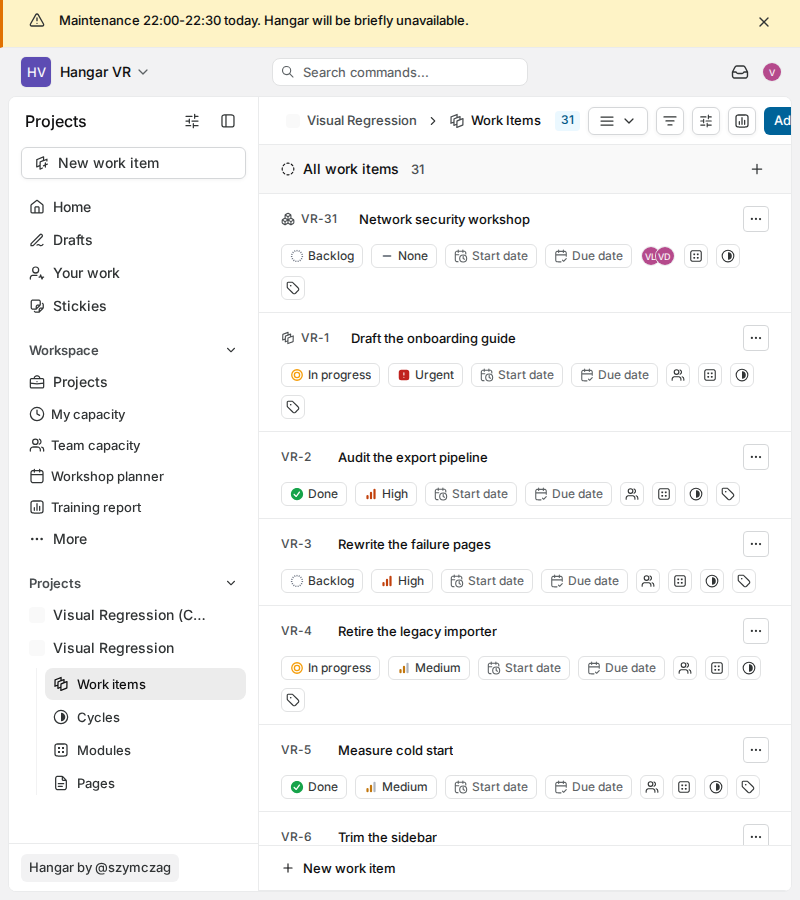 Maintenance 22:00-22:30 today. Hangar will be briefly unavailable.
HV Hangar VR
Search commands...
V
Projects
New work item
Home
Drafts
Your work
Stickies
Workspace
Projects
My capacity
Team capacity
Workshop planner
Training report
More
Projects
Visual Regression (C...
Visual Regression
Work items
Cycles
Modules
Pages
Hangar by @szymczag
Visual Regression Work Items 31 Ad
All work items 31
VR-31 Network security workshop
Backlog None Start date Due date VD
VR-1 Draft the onboarding guide
In progress Urgent Start date Due date
VR-2 Audit the export pipeline
Done High Start date Due date
VR-3 Rewrite the failure pages
Backlog High Start date Due date
VR-4 Retire the legacy importer
In progress Medium Start date Due date
VR-5 Measure cold start
Done Medium Start date Due date
VR-6 Trim the sidebar
New work item